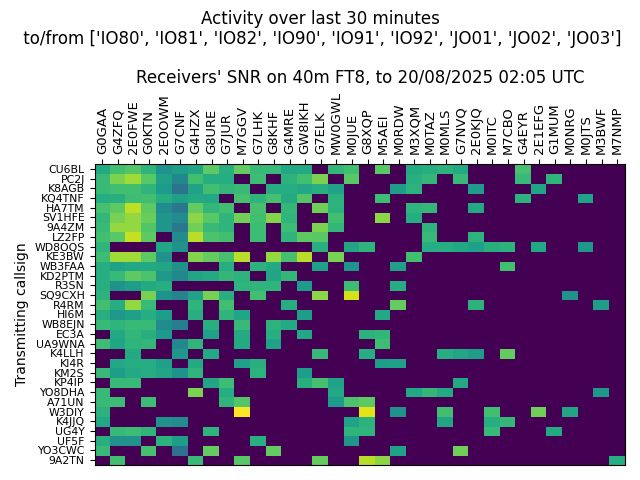 Activity over last 30 minutes
to/from ['IO80', 'IO81', 'IO82', 'IO90', 'IO91', 'IO92', 'JO01', 'JO02', 'JO03']
Receivers' SNR on 40m FT8, to 20/08/2025 02:05 UTC
G0GAA
G4ZFQ
2E0FWE
G0KTN
2E0OWM
G7CNF
G4HZX
G8URE
G7JUR
M7GGV
G7LHK
G8KHF
G4MRE
GW8IKH
G7ELK
MW0GWL
M0JUE
G8XQP
M5AEI
M0RDW
M3XQM
M0TAZ
M0MLS
G7NVQ
2E0KJQ
M0ITC
M7CBO
G4EYR
2E1EFG
G1MUM
M0NRG
M0JTS
M3BWF
M7NMP
Transmitting callsign
CU6BL
PC2J
K8AGB
KQ4TNF
HA7TM
SV1HFE
9A4ZM
LZ2FP
WD8OQS
KE3BW
WB3FAA
KD2PTM
R3SN
SQ9CXH
R4RM
HI6M
WB8EJN
EC3A
UA9WNA
K4LLH
KI4R
KM2S
KP4IP
YO8DHA
A71UN
W3DIY
K4JJQ
UG4Y
UF5F
YO3CWC
9A2TN